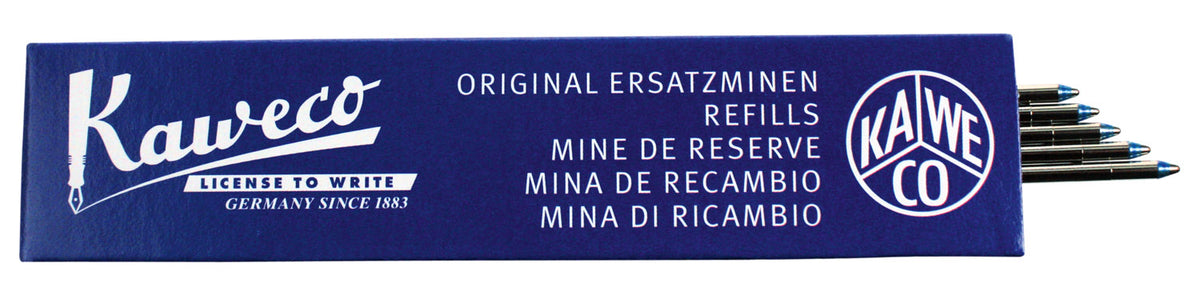 Kaweco
LICENSE TO WRITE
GERMANY SINCE 1883
ORIGINAL ERSATZMINEN
REFILLS
MINE DE RESERVE
MINA DE RECAMBIO
MINA DI RICAMBIO
KA WE
CO